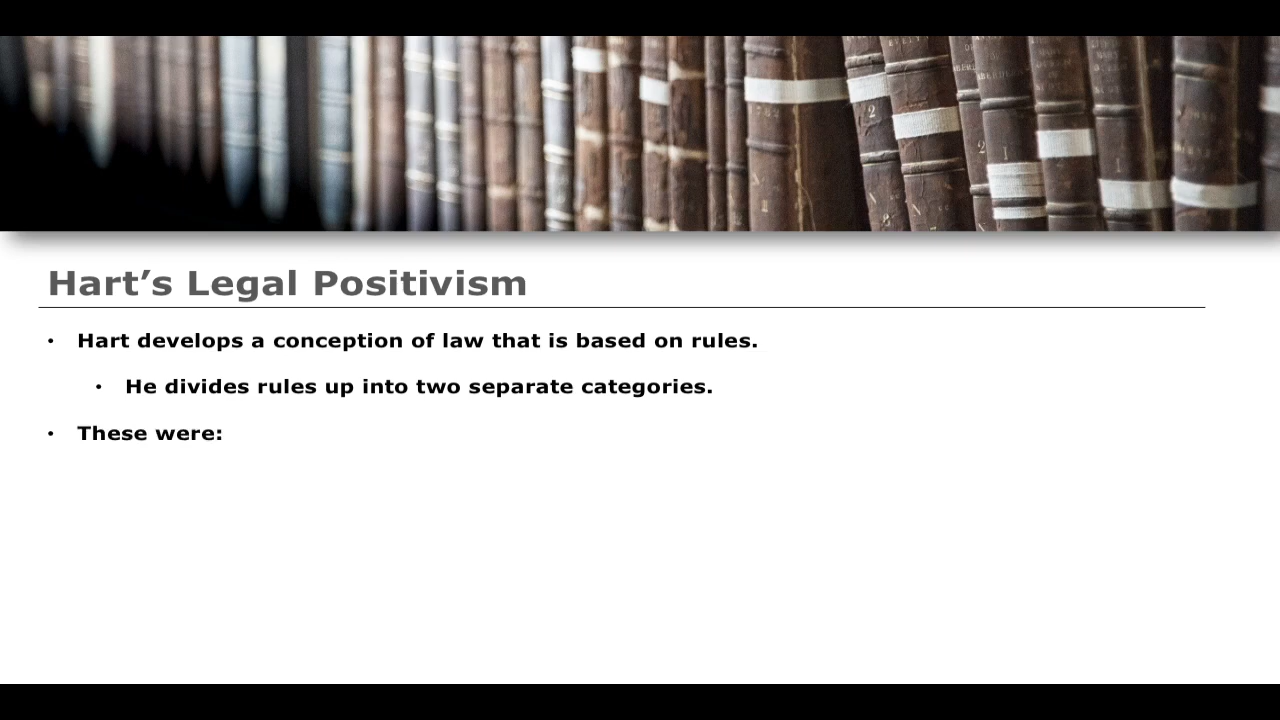 Hart’s Legal Positivism
• Hart develops a conception of law that is based on rules.
• He divides rules up into two separate categories.
• These were: